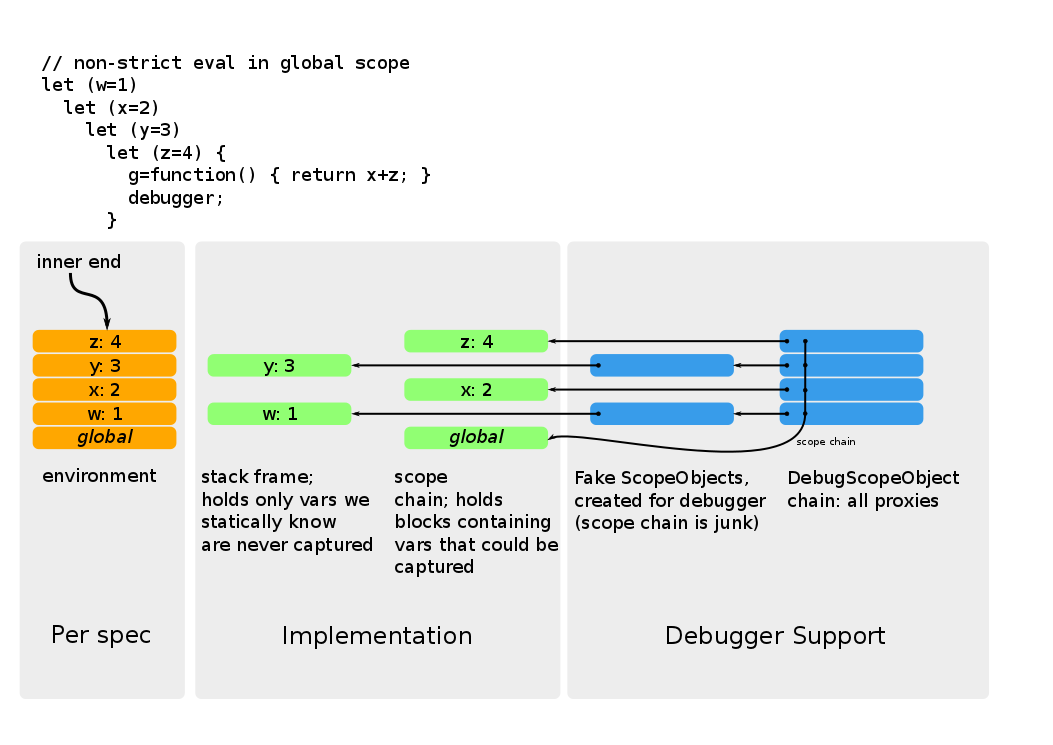 // non-strict eval in global scope
let (w=1)
  let (x=2)
    let (y=3)
      let (z=4) {
        g=function() { return x+z; }
        debugger;
      }
inner end
z: 4
y: 3
x: 2
w: 1
global
environment
Per spec
z: 4
y: 3
x: 2
w: 1
global
stack frame;
holds only vars we
statically know
are never captured
scope
chain; holds
blocks containing
vars that could be
captured
Implementation
scope chain
Fake ScopeObjects,
created for debugger
(scope chain is junk)
DebugScopeObject
chain: all proxies
Debugger Support